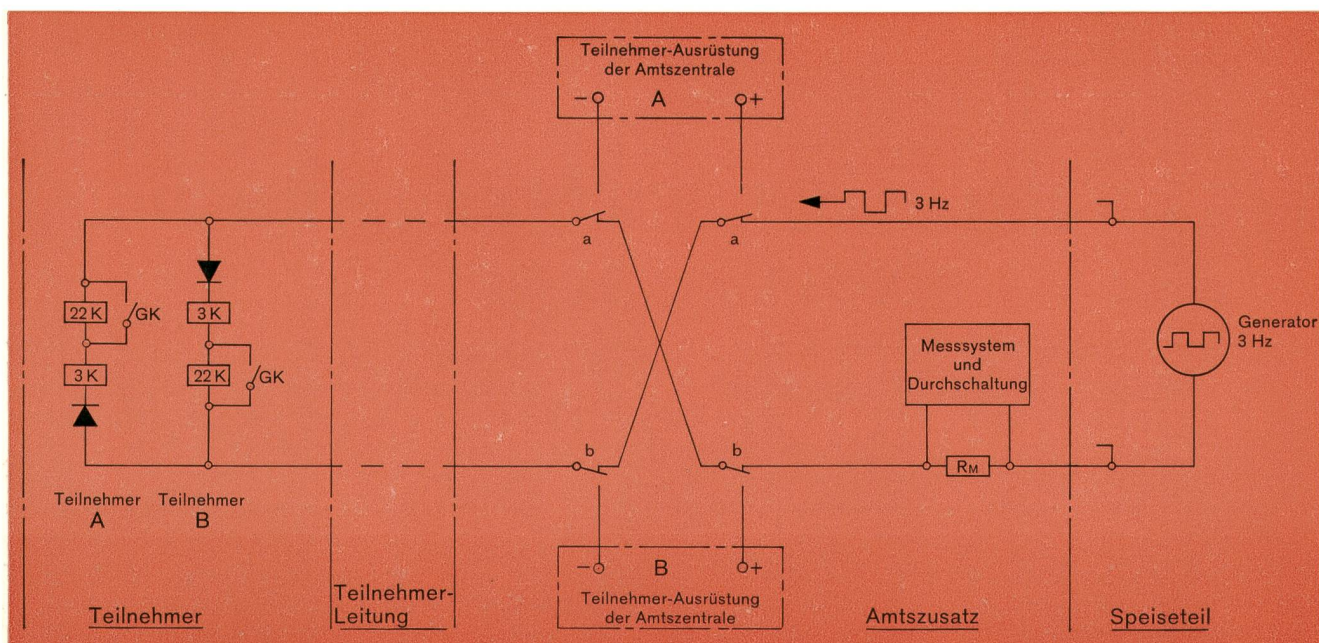 Teilnehmer-Ausrüstung
der Amtszentrale
− A +
3 Hz
a
a
22 K
GK
3 K
GK
3 K
22 K
Generator
3 Hz
Messsystem
und
Durchschaltung
b
b
RM
Teilnehmer
A
Teilnehmer
B
− B +
Teilnehmer-Ausrüstung
der Amtszentrale
Teilnehmer
Teilnehmer-
Leitung
Amtszusatz
Speiseteil